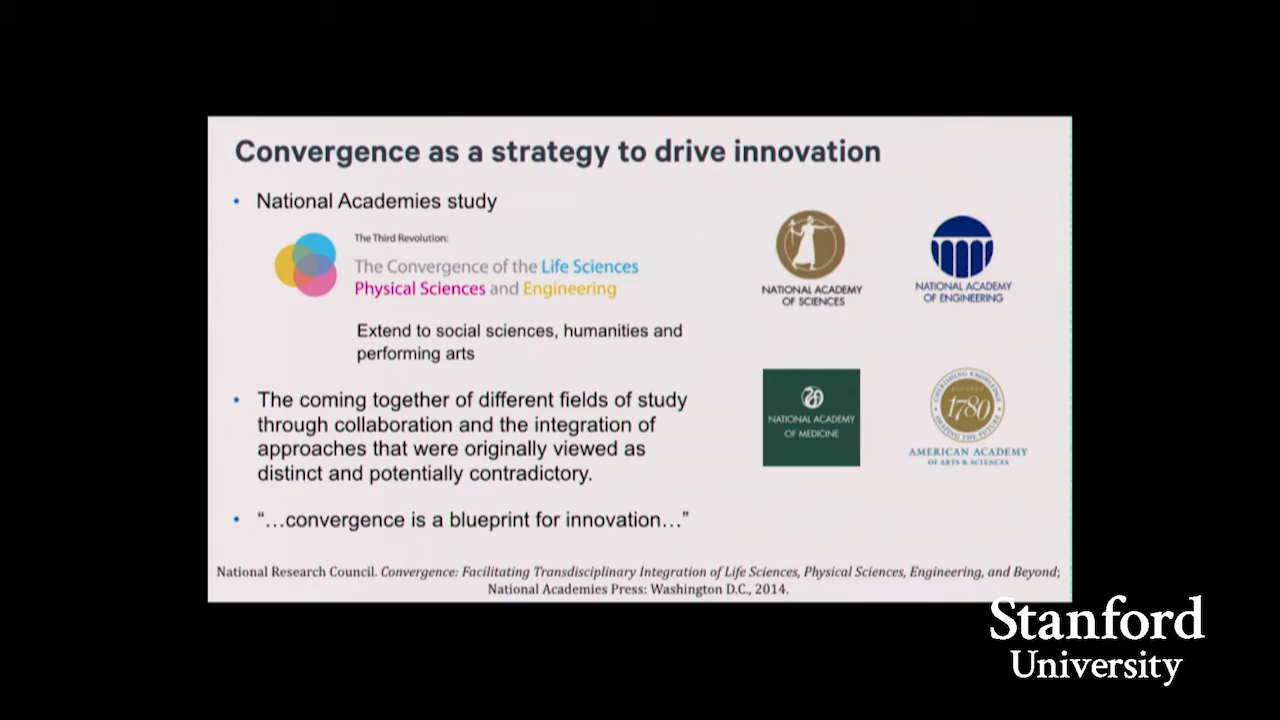 Convergence as a strategy to drive innovation
• National Academies study
The Third Revolution:
The Convergence of the Life Sciences
Physical Sciences and Engineering
Extend to social sciences, humanities and
performing arts
• The coming together of different fields of study
through collaboration and the integration of
approaches that were originally viewed as
distinct and potentially contradictory.
• “…convergence is a blueprint for innovation…”
NATIONAL ACADEMY
OF SCIENCES
NATIONAL ACADEMY
OF ENGINEERING
NATIONAL ACADEMY
OF MEDICINE
CHERISHING KNOWLEDGE
1780
SHAPING THE FUTURE
AMERICAN ACADEMY
OF ARTS & SCIENCES
National Research Council. Convergence: Facilitating Transdisciplinary Integration of Life Sciences, Physical Sciences, Engineering, and Beyond;
National Academies Press: Washington D.C., 2014.
Stanford
University